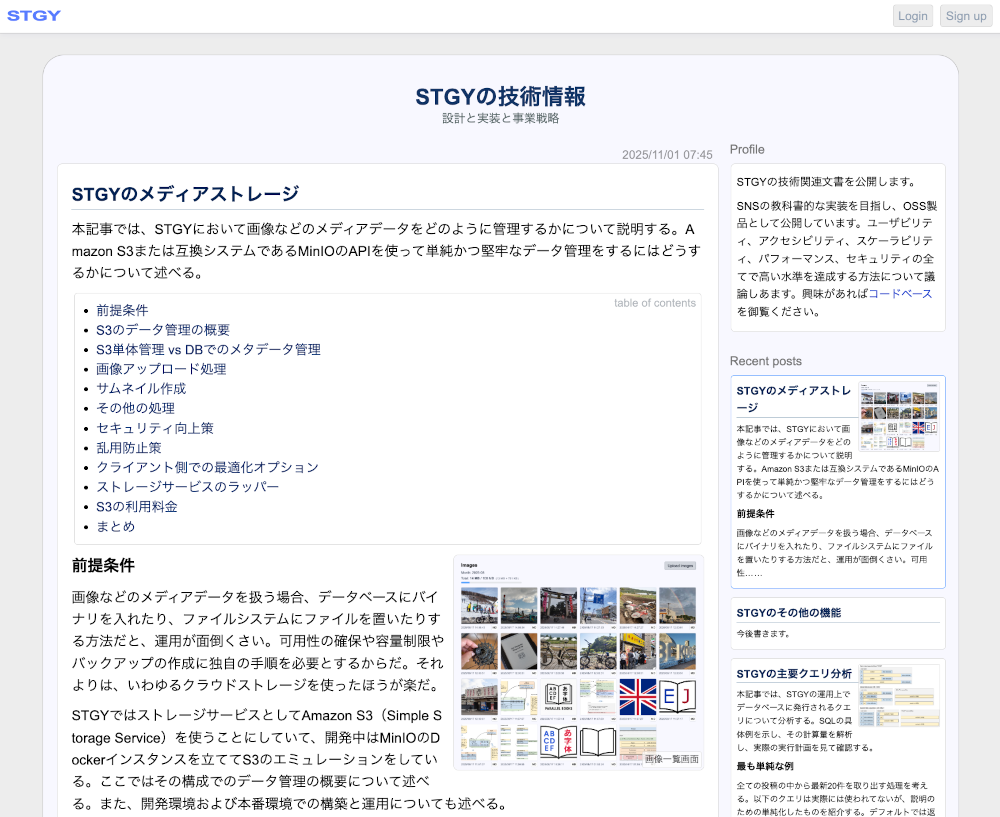 STGY
Login
Sign up
STGYの技術情報
設計と実装と事業戦略
2025/11/01 07:45
STGYのメディアストレージ
本記事では、STGYにおいて画像などのメディアデータをどのように管理するかについて説明する。A
mazon S3または互換システムであるMinIOのAPIを使って単純かつ堅牢なデータ管理をするにはどうす
るかについて述べる。
table of contents
前提条件
S3のデータ管理の概要
S3単体管理 vs DBでのメタデータ管理
画像アップロード処理
サムネイル作成
その他の処理
セキュリティ向上策
乱用防止策
クライアント側での最適化オプション
ストレージサービスのラッパー
S3の利用料金
まとめ
前提条件
画像などのメディアデータを扱う場合、データベースにバイ
ナリを入れたり、ファイルシステムにファイルを置いたりす
る方法だと、運用が面倒くさい。可用性の確保や容量制限や
バックアップの作成に独自の手順を必要とするからだ。それ
よりは、いわゆるクラウドストレージを使ったほうが楽だ。
STGYではストレージサービスとしてAmazon S3（Simple S
torage Service）を使うことにしていて、開発中はMinIOのD
ockerインスタンスを立ててS3のエミュレーションをしてい
る。ここではその構成でのデータ管理の概要について述べ
る。また、開発環境および本番環境での構築と運用についても述べる。
Images
Upload images
画像一覧画面
Profile
STGYの技術関連文書を公開します。
SNSの教科書的な実装を目指し、OSS製
品として公開しています。ユーザビリテ
ィ、アクセシビリティ、スケーラビリテ
ィ、パフォーマンス、セキュリティの全
てで高い水準を達成する方法について議
論しあます。興味があればコードベース
を御覧ください。
Recent posts
STGYのメディアストレ
ージ
本記事では、STGYにおいて画
像などのメディアデータをどの
ように管理するかについて説明
する。Amazon S3または互換システムであるMinIOのA
PIを使って単純かつ堅牢なデータ管理をするにはどう
するかについて述べる。
前提条件
画像などのメディアデータを扱う場合、データベース
にバイナリを入れたり、ファイルシステムにファイル
を置いたりする方法だと、運用が面倒くさい。可用
性……
STGYのその他の機能
今後書きます。
STGYの主要クエリ分析
本記事では、STGYの運用上で
データベースに発行されるクエ
リについて分析する。SQLの具
体例を示し、その計算量を解析
し、実際の実行計画を見て確認する。
最も単純な例
全ての投稿の中から最新20件を取り出す処理を考え
る。以下のクエリは実際には使われてないが、説明の
ための単純化したものを紹介する。デフォルトでは返